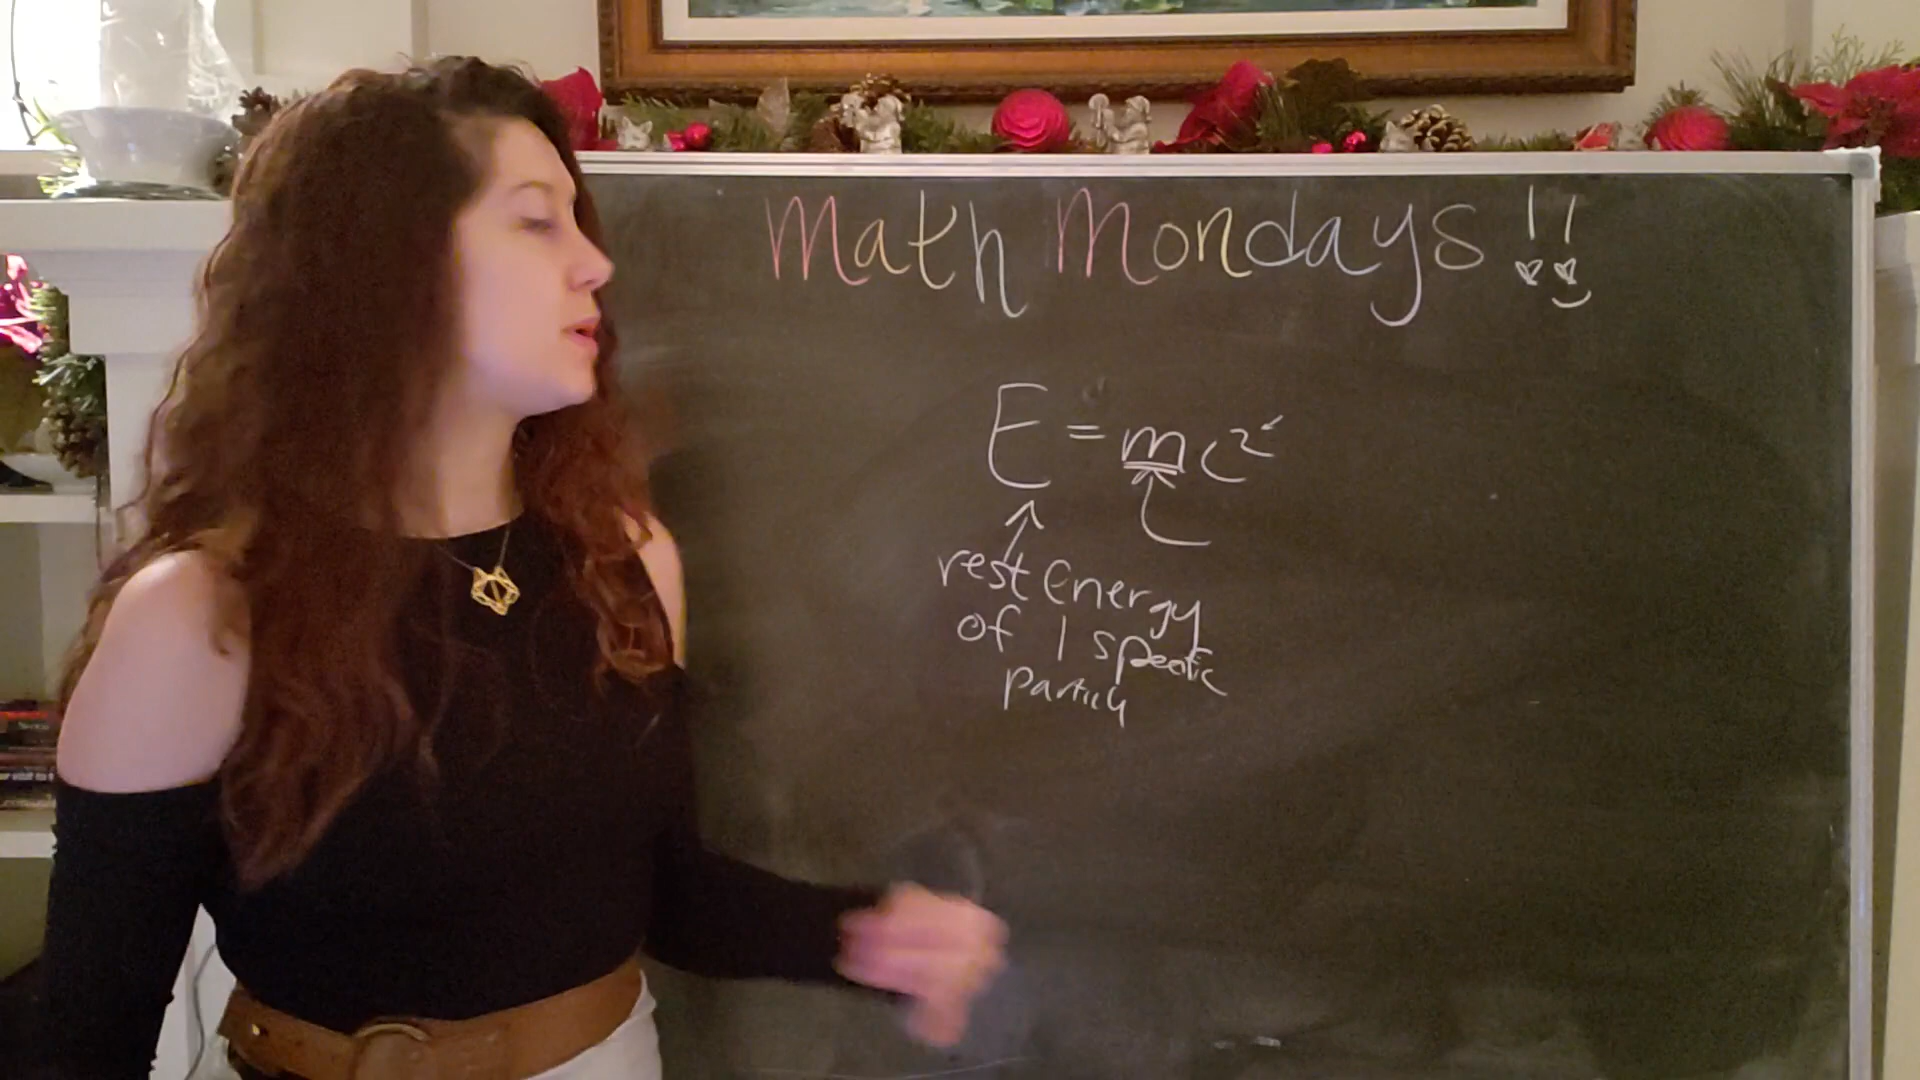 Math Mondays!!
E = mc²
rest Energy
of 1 specific
particle